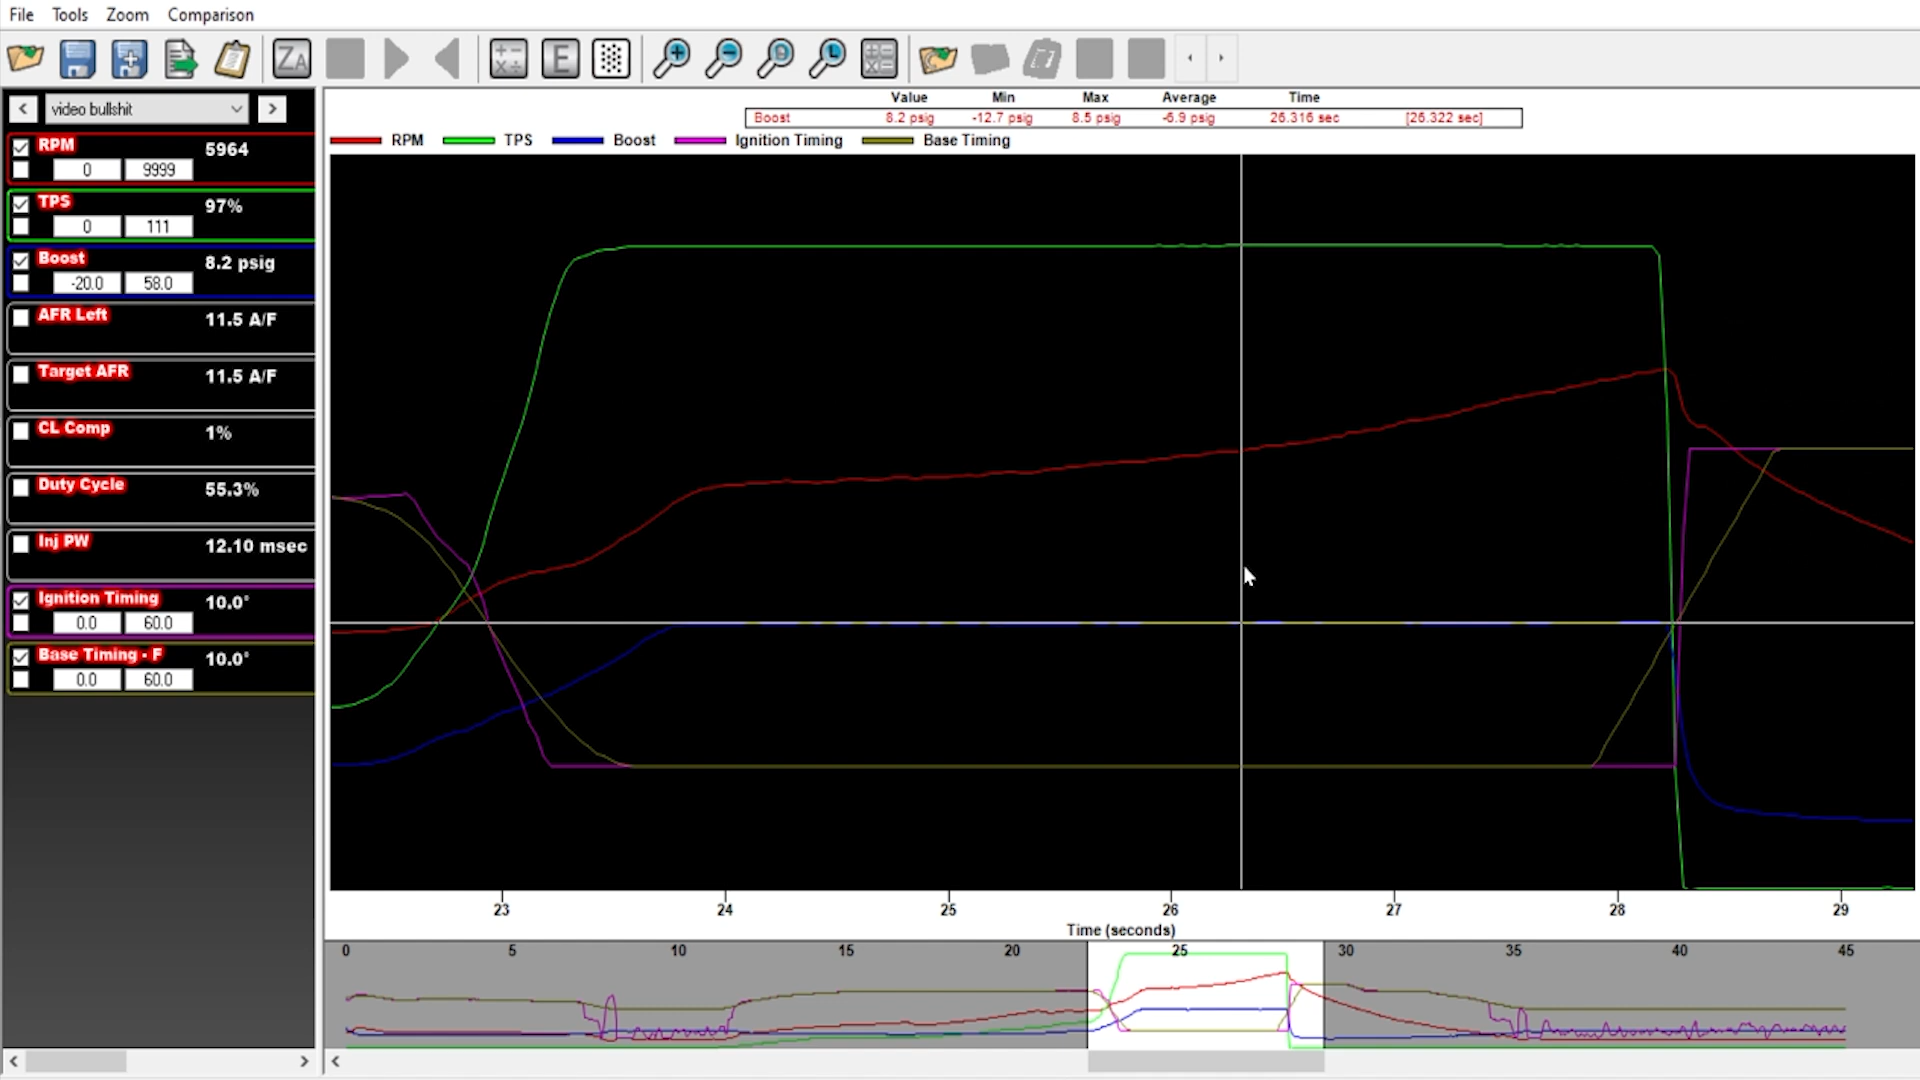 File Tools Zoom Comparison
ZA E
video bullshit
Value Min Max Average Time
Boost 8.2 psig -12.7 psig 8.5 psig -6.9 psig 26.316 sec [26.322 sec]
RPM TPS Boost Ignition Timing Base Timing
RPM 5964
0 9999
TPS 97%
0 111
Boost 8.2 psig
-20.0 58.0
AFR Left 11.5 A/F
Target AFR 11.5 A/F
CL Comp 1%
Duty Cycle 55.3%
Inj PW 12.10 msec
Ignition Timing 10.0°
0.0 60.0
Base Timing - F 10.0°
0.0 60.0
23 24 25 26 27 28 29
Time (seconds)
0 5 10 15 20 25 30 35 40 45